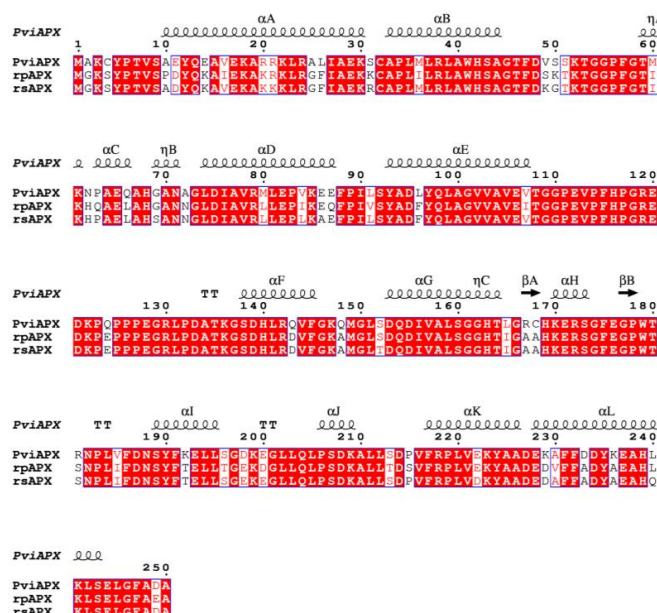 PviAPX αA αB ηA
1 10 20 30 40 50 60
PviAPX MAKCYPTVSAEYQEAVEKARRKLRALIAEKSCAPLMLRLAWHSAGTFDVSSKTGGPFGTM
rpAPX MGKSYPTVSPDYQKAIEKAKRKLRGFIAEKKCAPLILRLAWHSAGTFDSKTKTGGPFGTI
rsAPX MGKSYPTVSADYQKAVEKAKKKLRGFIAEKRCAPLMLRLAWHSAGTFDKGTKTGGPFGTI
PviAPX αC ηB αD αE
70 80 90 100 110 120
PviAPX KNPAEQAHGANAGLDIAVRMLEPVKEEFPILSYADLYQLAGVVAVEVTGGPEVPFHPGRE
rpAPX KHQAELAHGANNGLDIAVRLLEPIKEQFPIVSYADFYQLAGVVAVEITGGPEVPFHPGRE
rsAPX KHPAELAHSANNGLDIAVRLLEPLKAEFPILSYADFYQLAGVVAVEVTGGPEVPFHPGRE
PviAPX TT αF αG ηC βA αH βB
130 140 150 160 170 180
PviAPX DKPQPPPEGRLPDATKGSDHLRQVFGKQMGLSDQDIVALSGGHTLGRCHKERSGFEGPWT
rpAPX DKPEPPPEGRLPDATKGSDHLRDVFGKAMGLSDQDIVALSGGHTIGAAHKERSGFEGPWT
rsAPX DKPEPPPEGRLPDATKGSDHLRDVFGKAMGLTDQDIVALSGGHTIGAAHKERSGFEGPWT
PviAPX TT αI TT αJ αK αL
190 200 210 220 230 240
PviAPX RNPLVFDNSYFKELLSGDKEGLLQLPSDKALLSDPVFRPLVEKYAADEKAFFDDYKEAHL
rpAPX SNPLIFDNSYFTELLTGEKDGLLQLPSDKALLTDSVFRPLVEKYAADEDVFFADYAEAHL
rsAPX SNPLIFDNSYFTELLSGEKEGLLQLPSDKALLSDPVFRPLVDKYAADEDAFFADYAEAHQ
PviAPX
250
PviAPX KLSELGFADA
rpAPX KLSELGFAEA
rsAPX KLSELGFADA